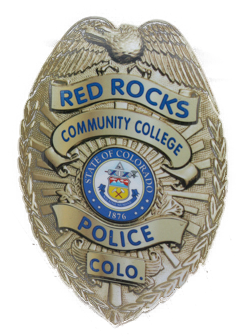 RED ROCKS
COMMUNITY COLLEGE
STATE OF COLORADO
1876
POLICE
COLO.